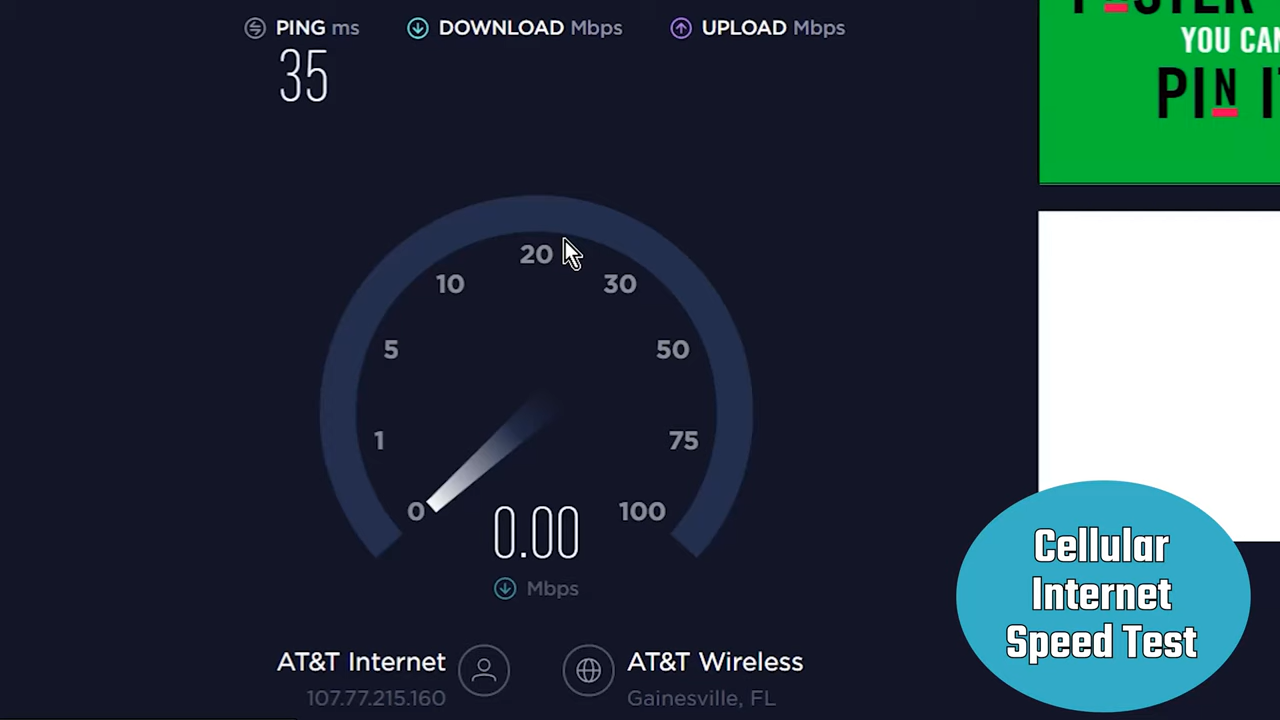 PING ms
DOWNLOAD Mbps
UPLOAD Mbps
35
YOU CAN
PIN
0
1
5
10
20
30
50
75
100
0.00
Mbps
AT&T Internet
107.77.215.160
AT&T Wireless
Gainesville, FL
Cellular
Internet
Speed Test